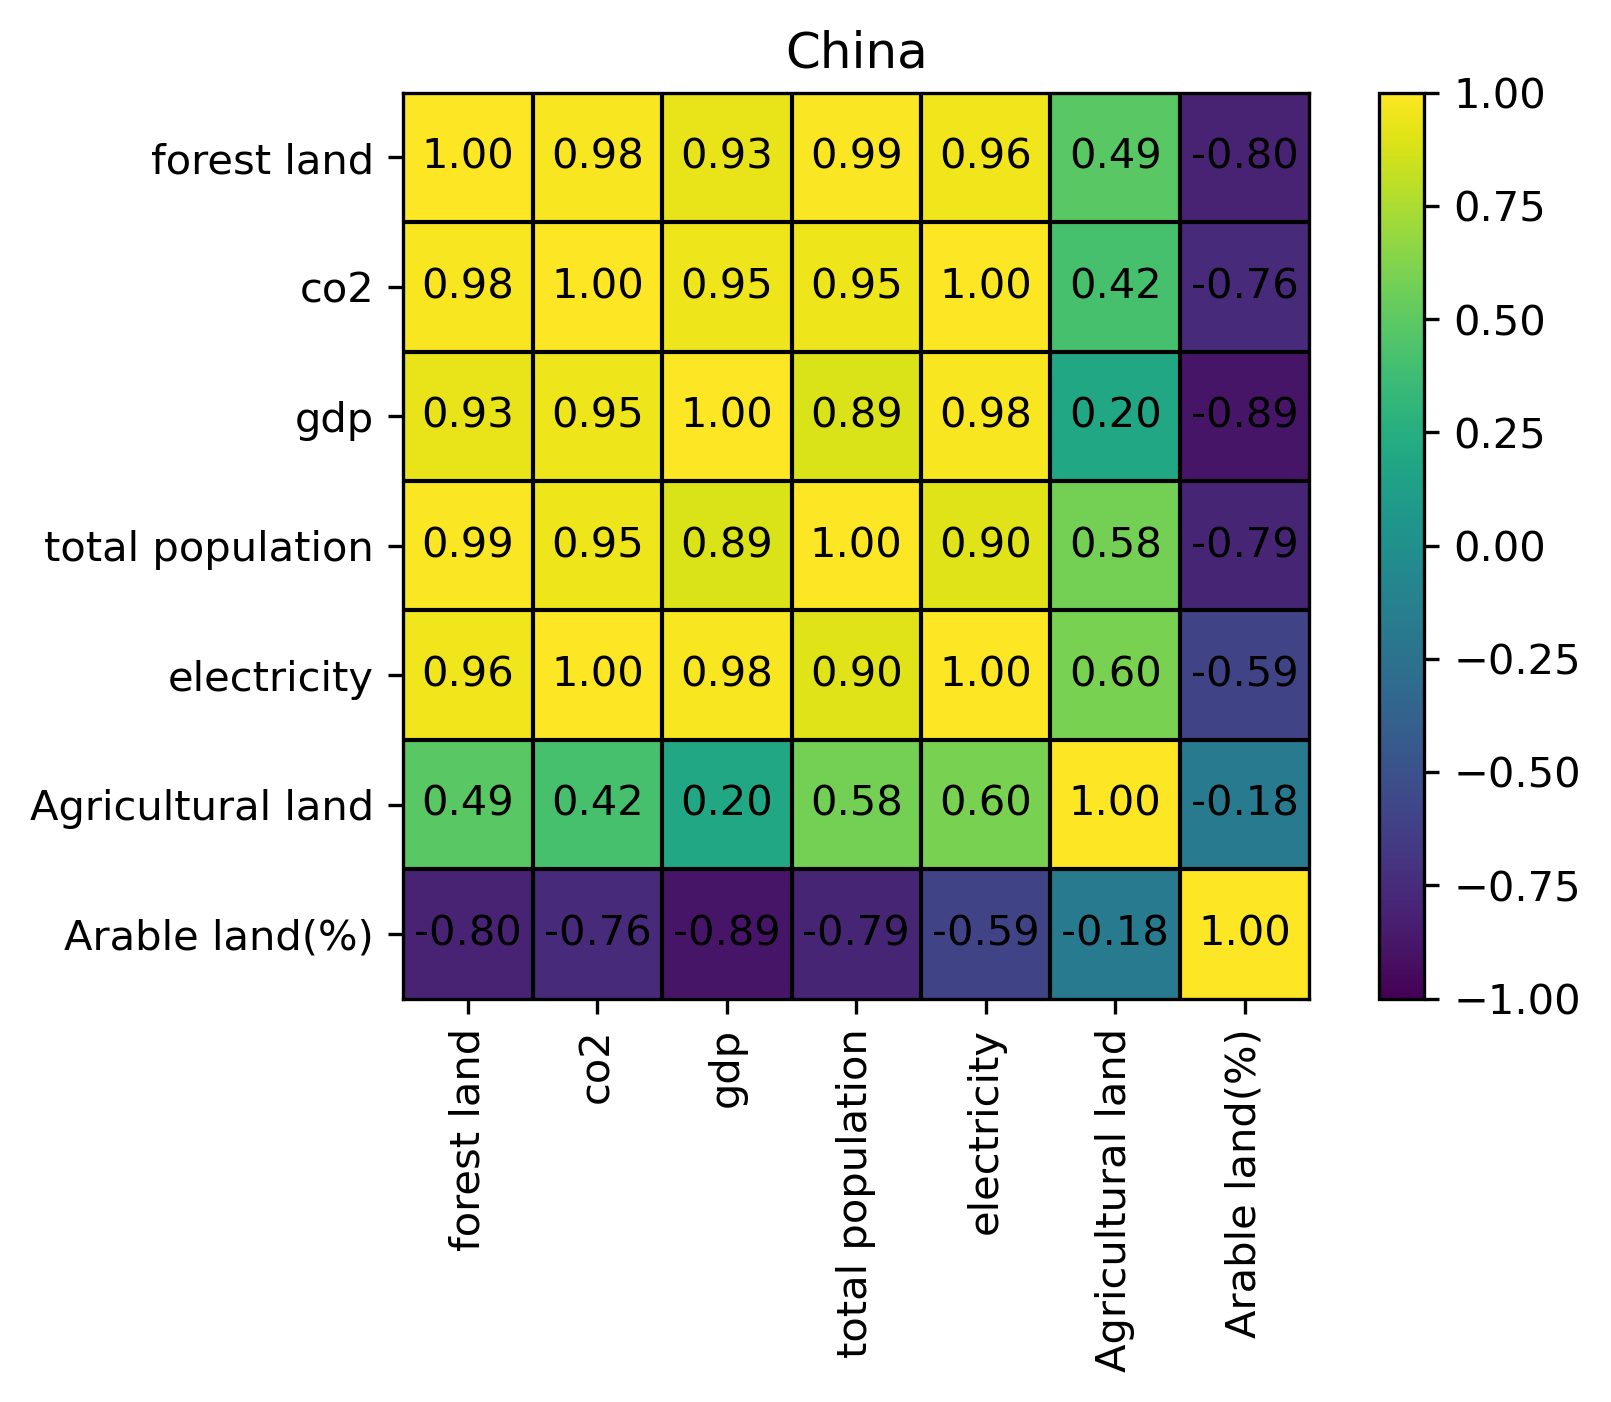 China
forest land 1.00 0.98 0.93 0.99 0.96 0.49 -0.80
co2 0.98 1.00 0.95 0.95 1.00 0.42 -0.76
gdp 0.93 0.95 1.00 0.89 0.98 0.20 -0.89
total population 0.99 0.95 0.89 1.00 0.90 0.58 -0.79
electricity 0.96 1.00 0.98 0.90 1.00 0.60 -0.59
Agricultural land 0.49 0.42 0.20 0.58 0.60 1.00 -0.18
Arable land(%) -0.80 -0.76 -0.89 -0.79 -0.59 -0.18 1.00
forest land
co2
gdp
total population
electricity
Agricultural land
Arable land(%)
1.00
0.75
0.50
0.25
0.00
−0.25
−0.50
−0.75
−1.00